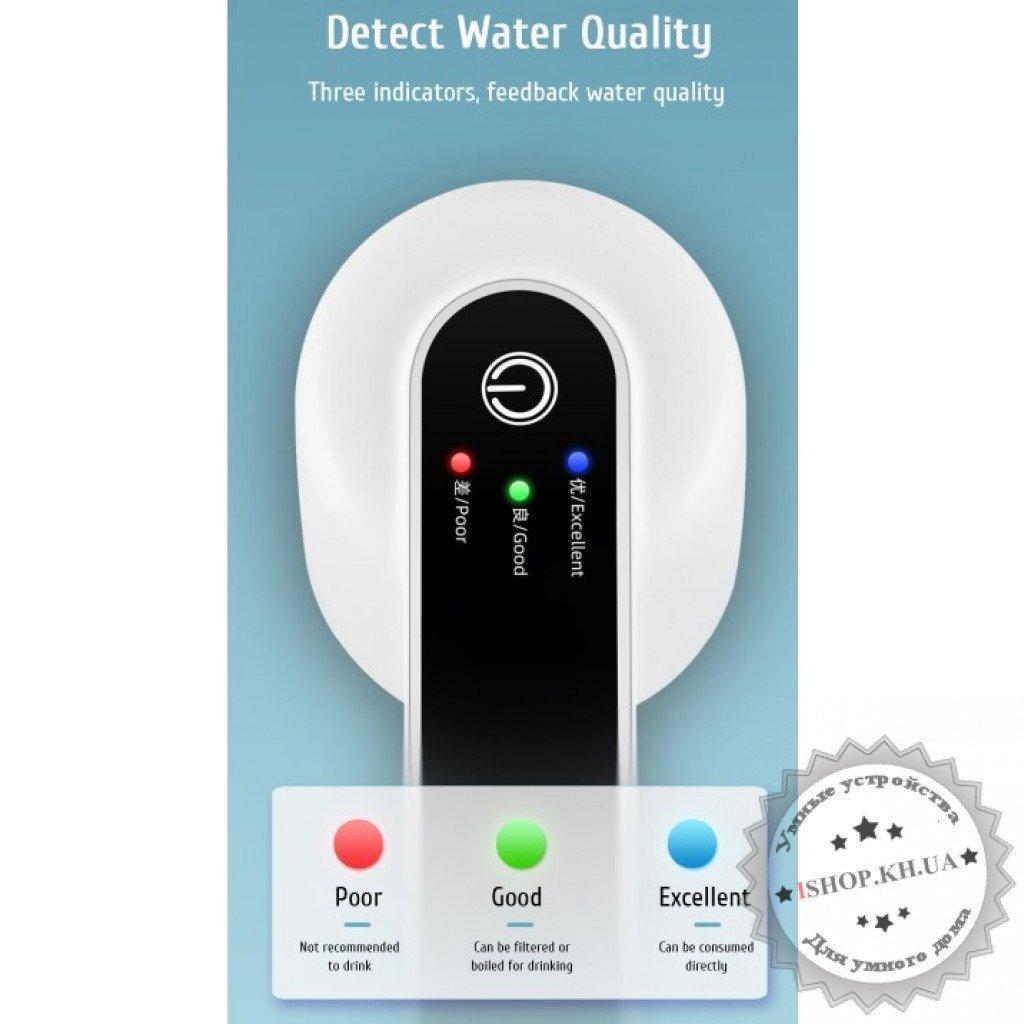 Detect Water Quality
Three indicators, feedback water quality
差/Poor
良/Good
优/Excellent
Poor
Good
Excellent
Not recommended
to drink
Can be filtered or
boiled for drinking
Can be consumed
directly
Умные устройства
ISHOP.KH.UA
Для умного дома